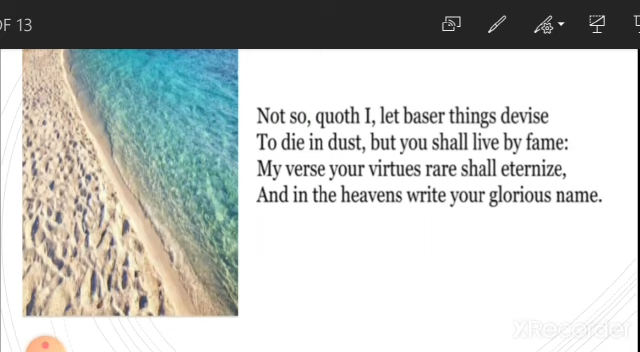 OF 13
Not so, quoth I, let baser things devise
To die in dust, but you shall live by fame:
My verse your virtues rare shall eternize,
And in the heavens write your glorious name.
XRecorder